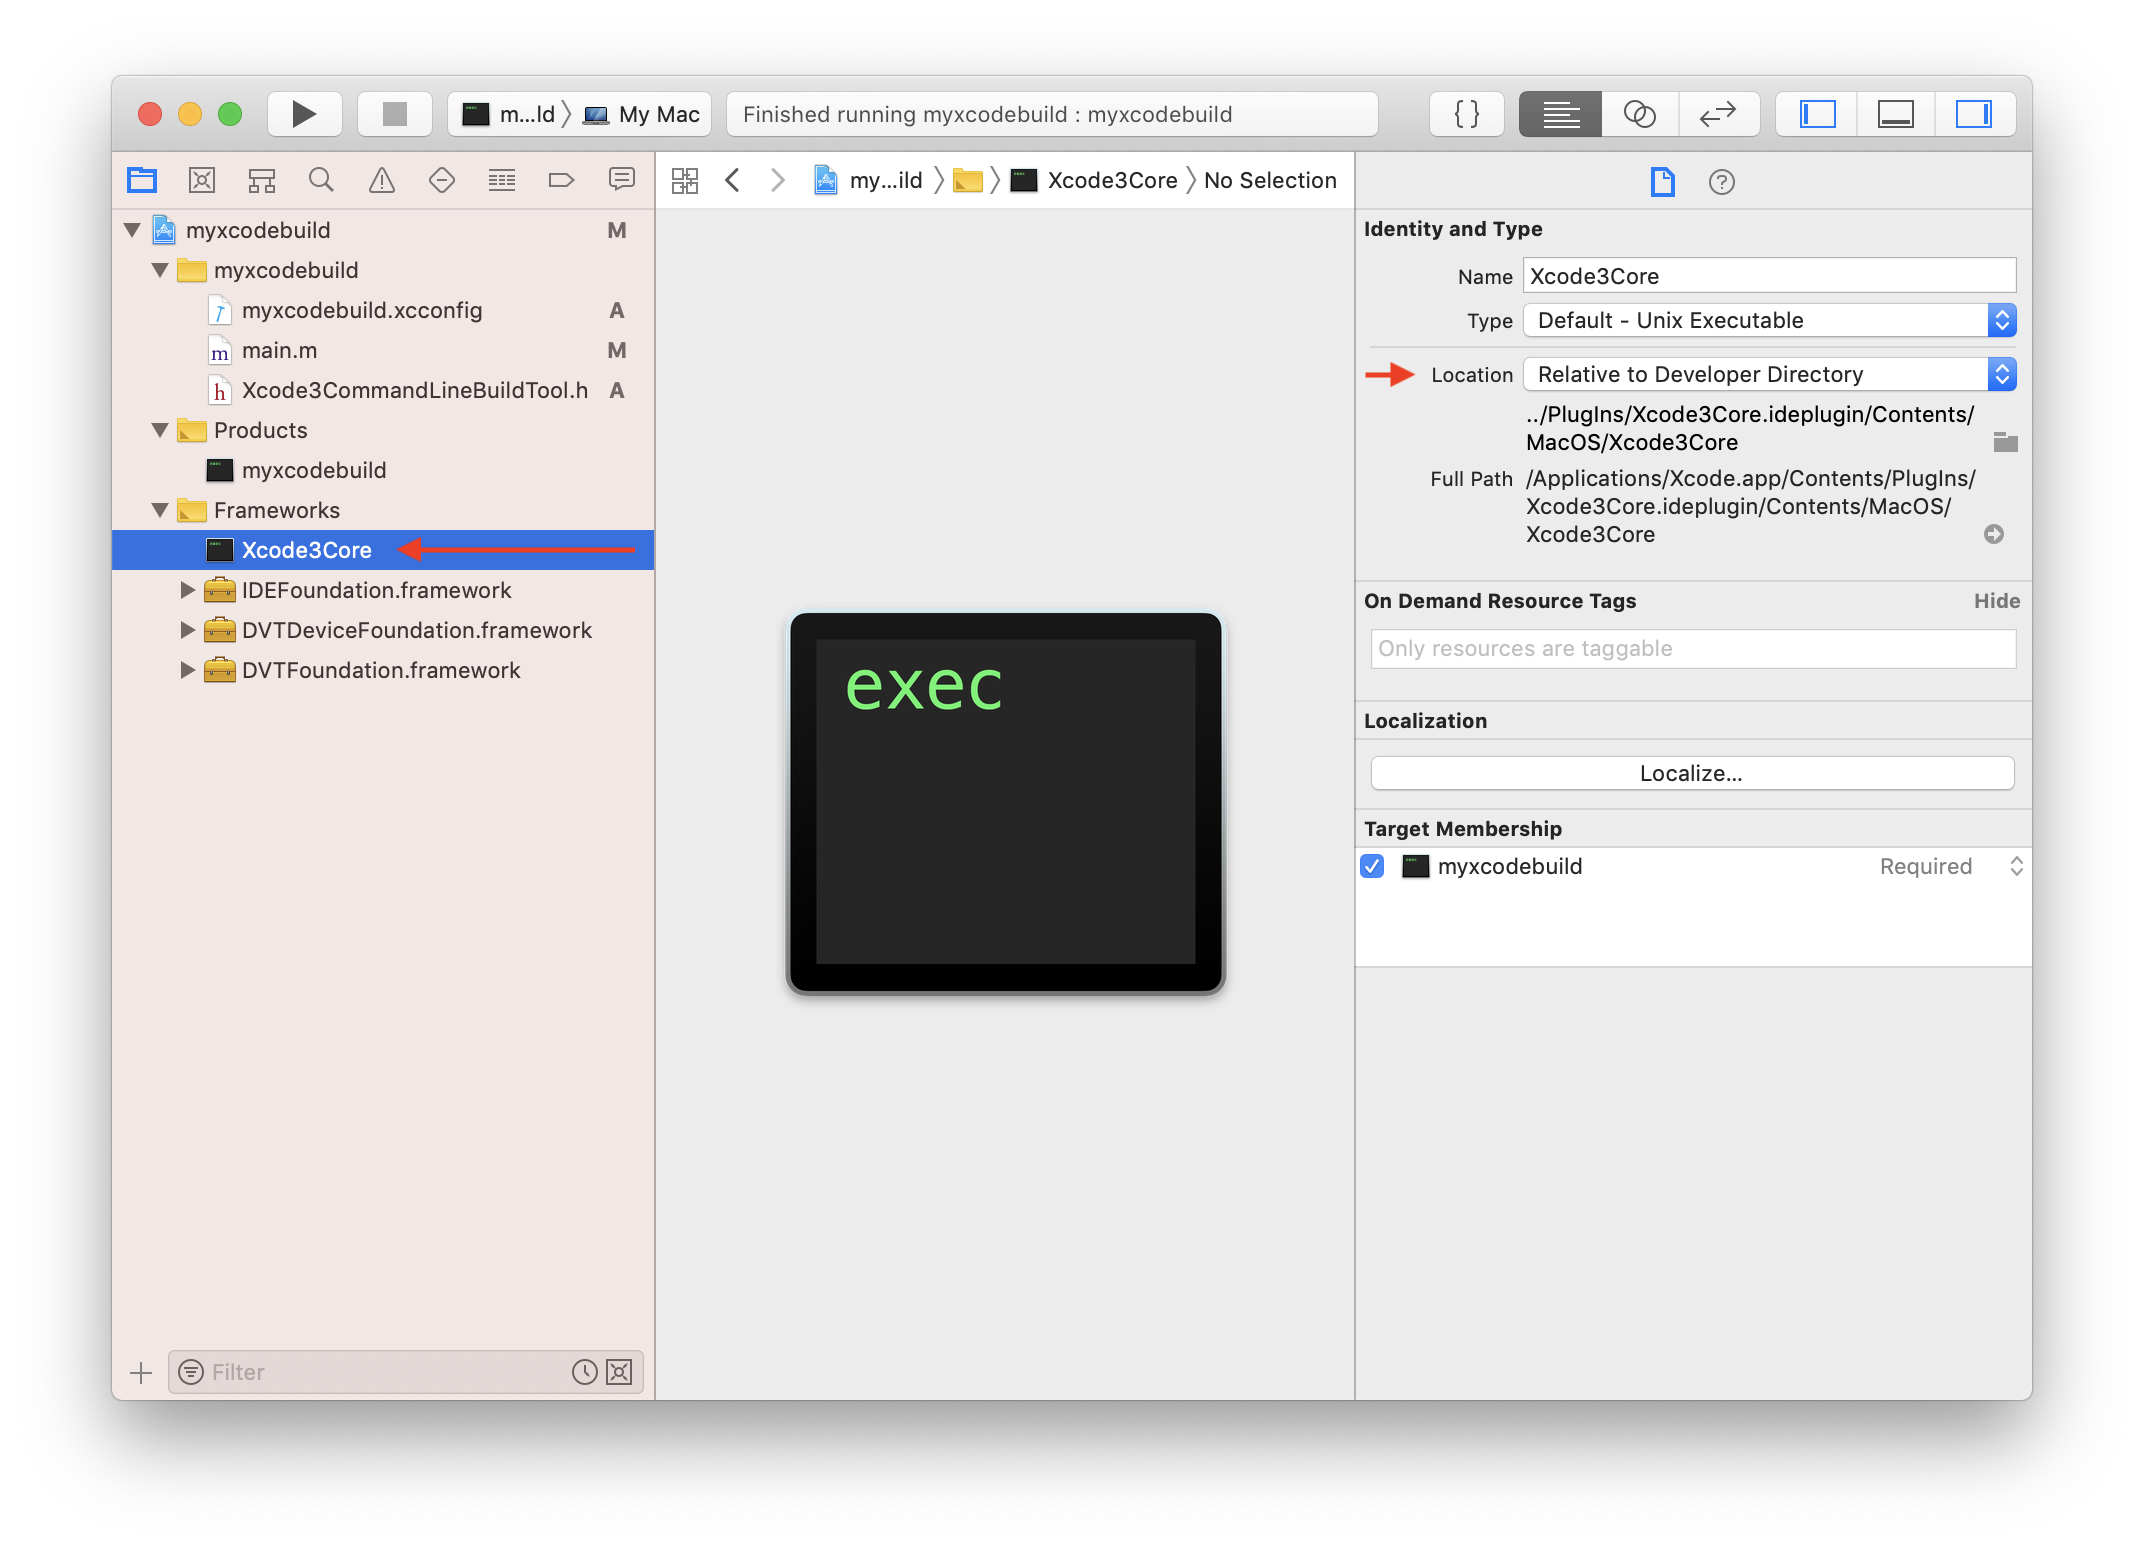 m...ld
My Mac
Finished running myxcodebuild : myxcodebuild
{ }
my...ild
Xcode3Core
No Selection
myxcodebuild M
myxcodebuild
myxcodebuild.xcconfig A
m main.m M
h Xcode3CommandLineBuildTool.h A
Products
myxcodebuild
Frameworks
Xcode3Core
IDEFoundation.framework
DVTDeviceFoundation.framework
DVTFoundation.framework
Filter
exec
Identity and Type
Name Xcode3Core
Type Default - Unix Executable
Location Relative to Developer Directory
../PlugIns/Xcode3Core.ideplugin/Contents/
MacOS/Xcode3Core
Full Path /Applications/Xcode.app/Contents/PlugIns/
Xcode3Core.ideplugin/Contents/MacOS/
Xcode3Core
On Demand Resource Tags Hide
Only resources are taggable
Localization
Localize...
Target Membership
myxcodebuild Required